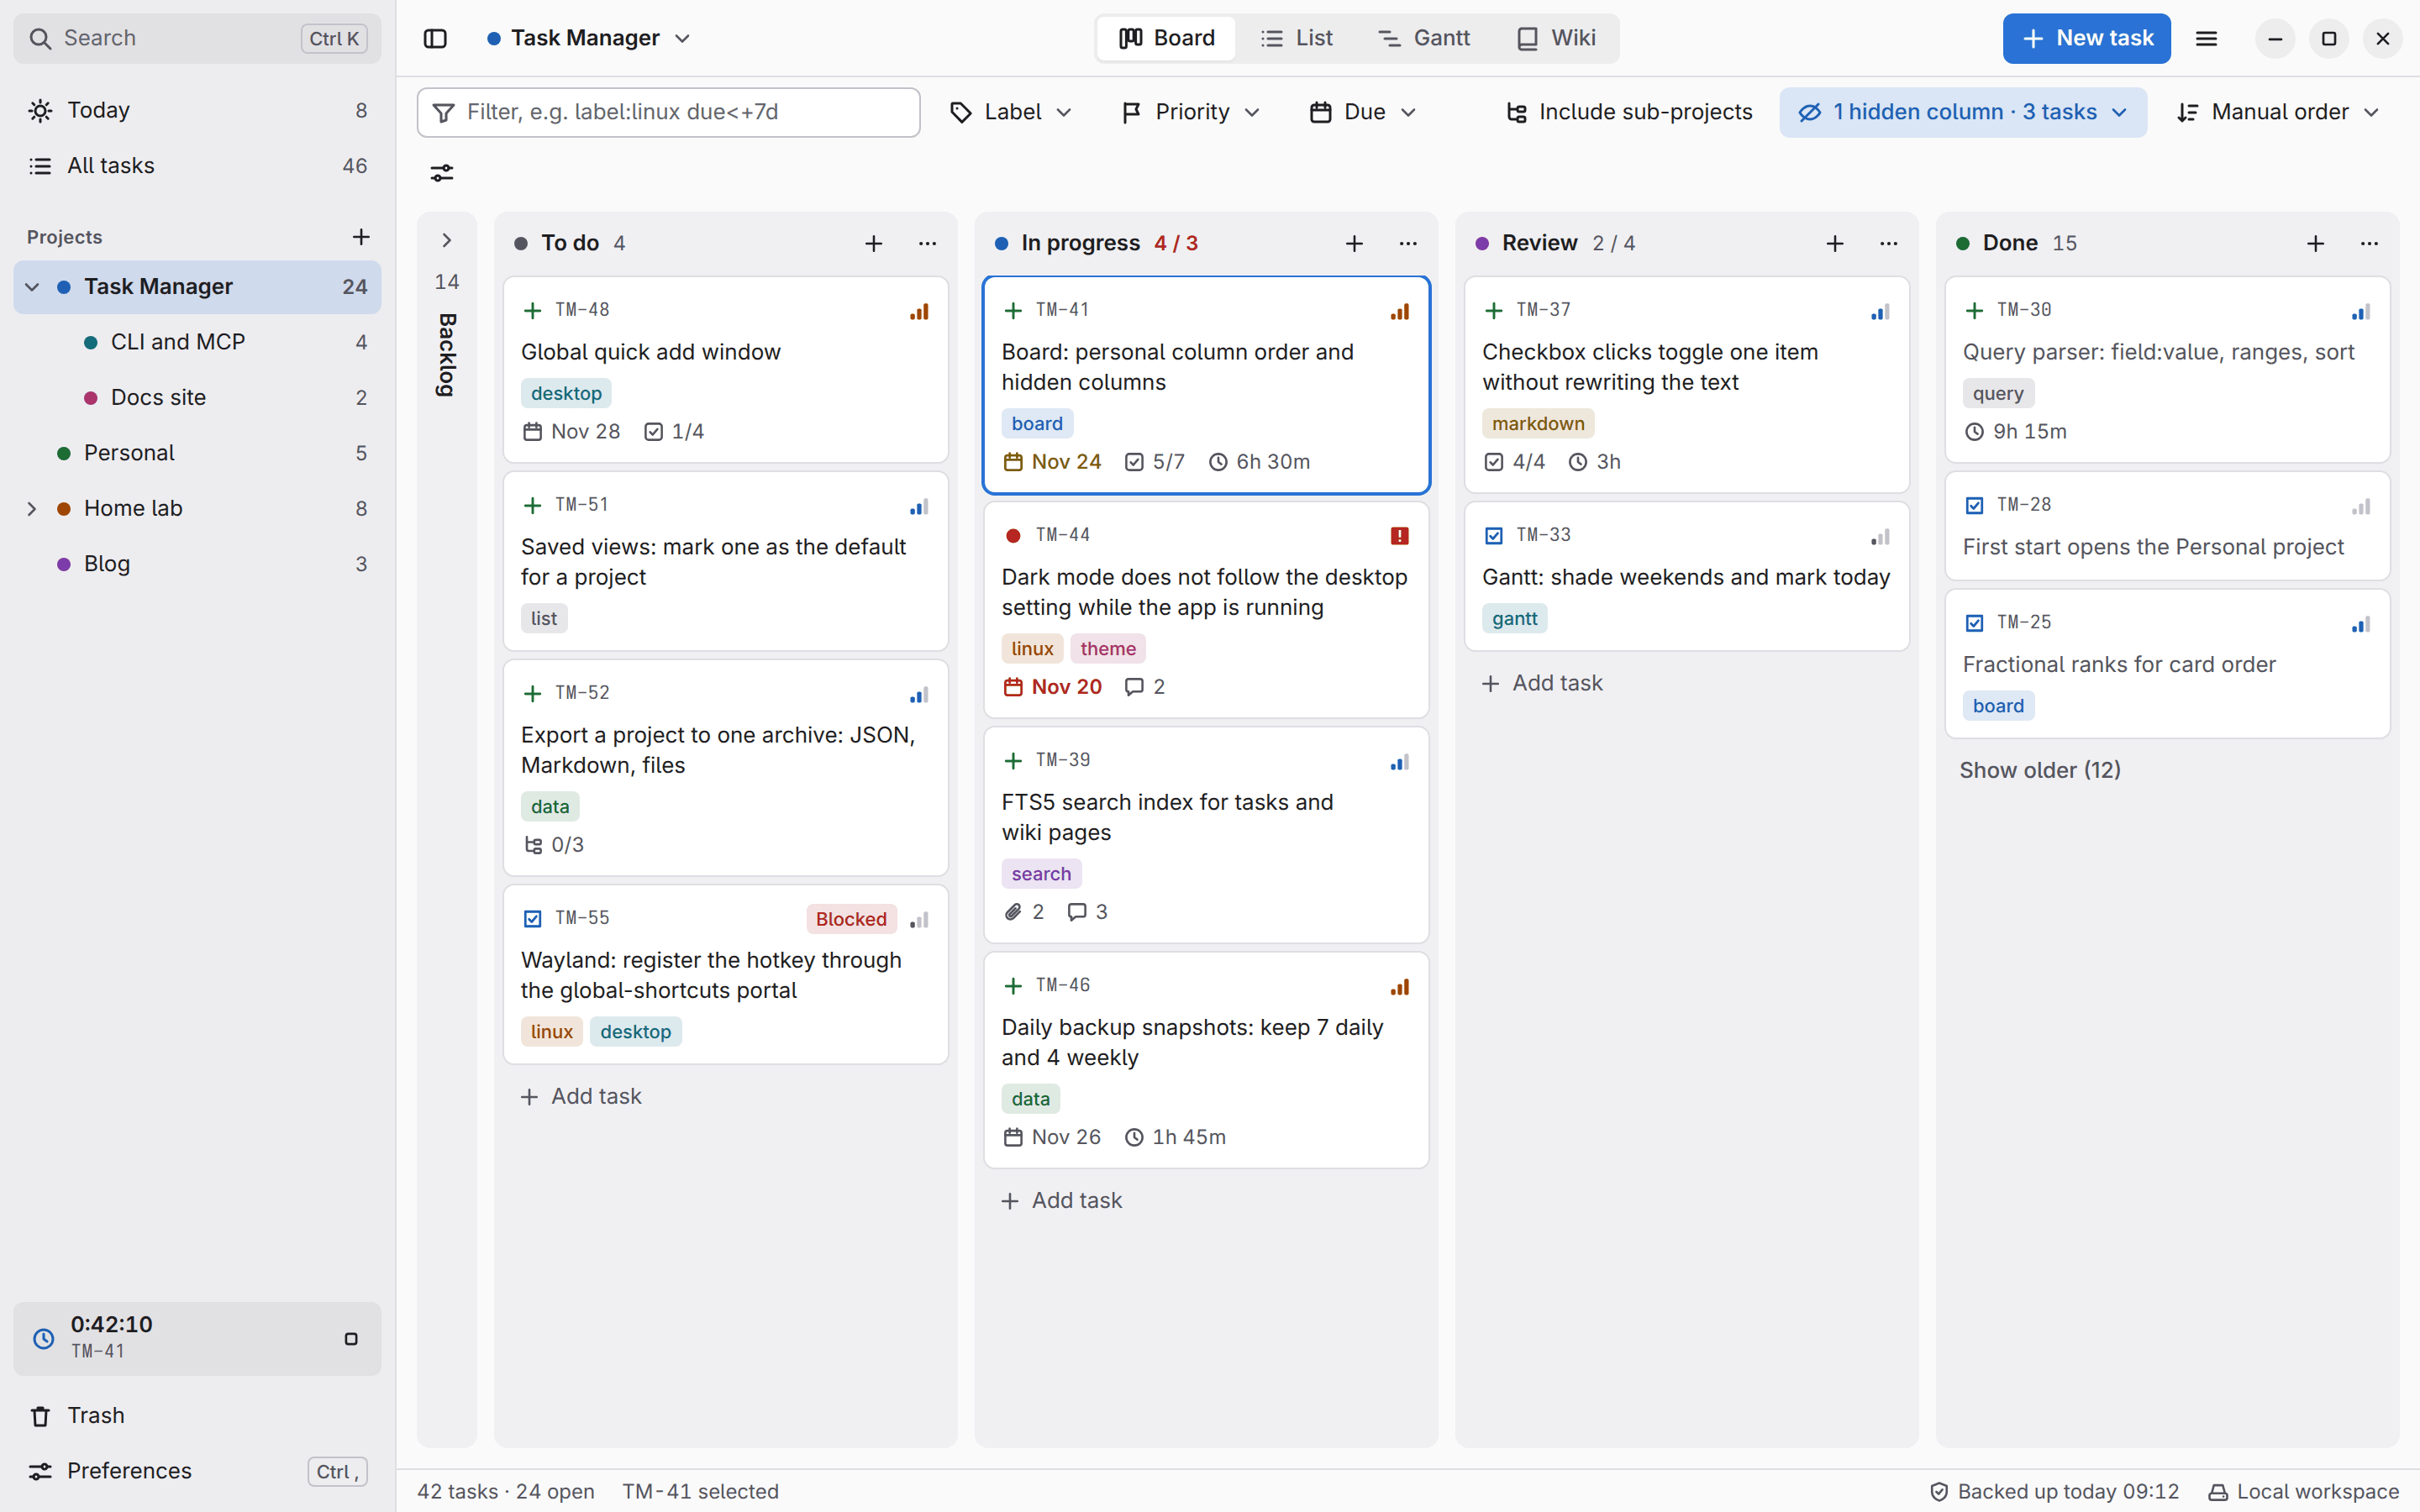 Search Ctrl K
Today 8
All tasks 46
Projects
Task Manager 24
CLI and MCP 4
Docs site 2
Personal 5
Home lab 8
Blog 3
0:42:10
TM-41
Trash
Preferences Ctrl ,
Task Manager
Board List Gantt Wiki
New task
Filter, e.g. label:linux due<+7d
Label Priority Due
Include sub-projects
1 hidden column · 3 tasks
Manual order
14
Backlog
To do 4
TM-48
Global quick add window
desktop
Nov 28 1/4
TM-51
Saved views: mark one as the default
for a project
list
TM-52
Export a project to one archive: JSON,
Markdown, files
data
0/3
TM-55 Blocked
Wayland: register the hotkey through
the global-shortcuts portal
linux desktop
Add task
In progress 4 / 3
TM-41
Board: personal column order and
hidden columns
board
Nov 24 5/7 6h 30m
TM-44
Dark mode does not follow the desktop
setting while the app is running
linux theme
Nov 20 2
TM-39
FTS5 search index for tasks and
wiki pages
search
2 3
TM-46
Daily backup snapshots: keep 7 daily
and 4 weekly
data
Nov 26 1h 45m
Add task
Review 2 / 4
TM-37
Checkbox clicks toggle one item
without rewriting the text
markdown
4/4 3h
TM-33
Gantt: shade weekends and mark today
gantt
Add task
Done 15
TM-30
Query parser: field:value, ranges, sort
query
9h 15m
TM-28
First start opens the Personal project
TM-25
Fractional ranks for card order
board
Show older (12)
42 tasks · 24 open TM-41 selected
Backed up today 09:12 Local workspace